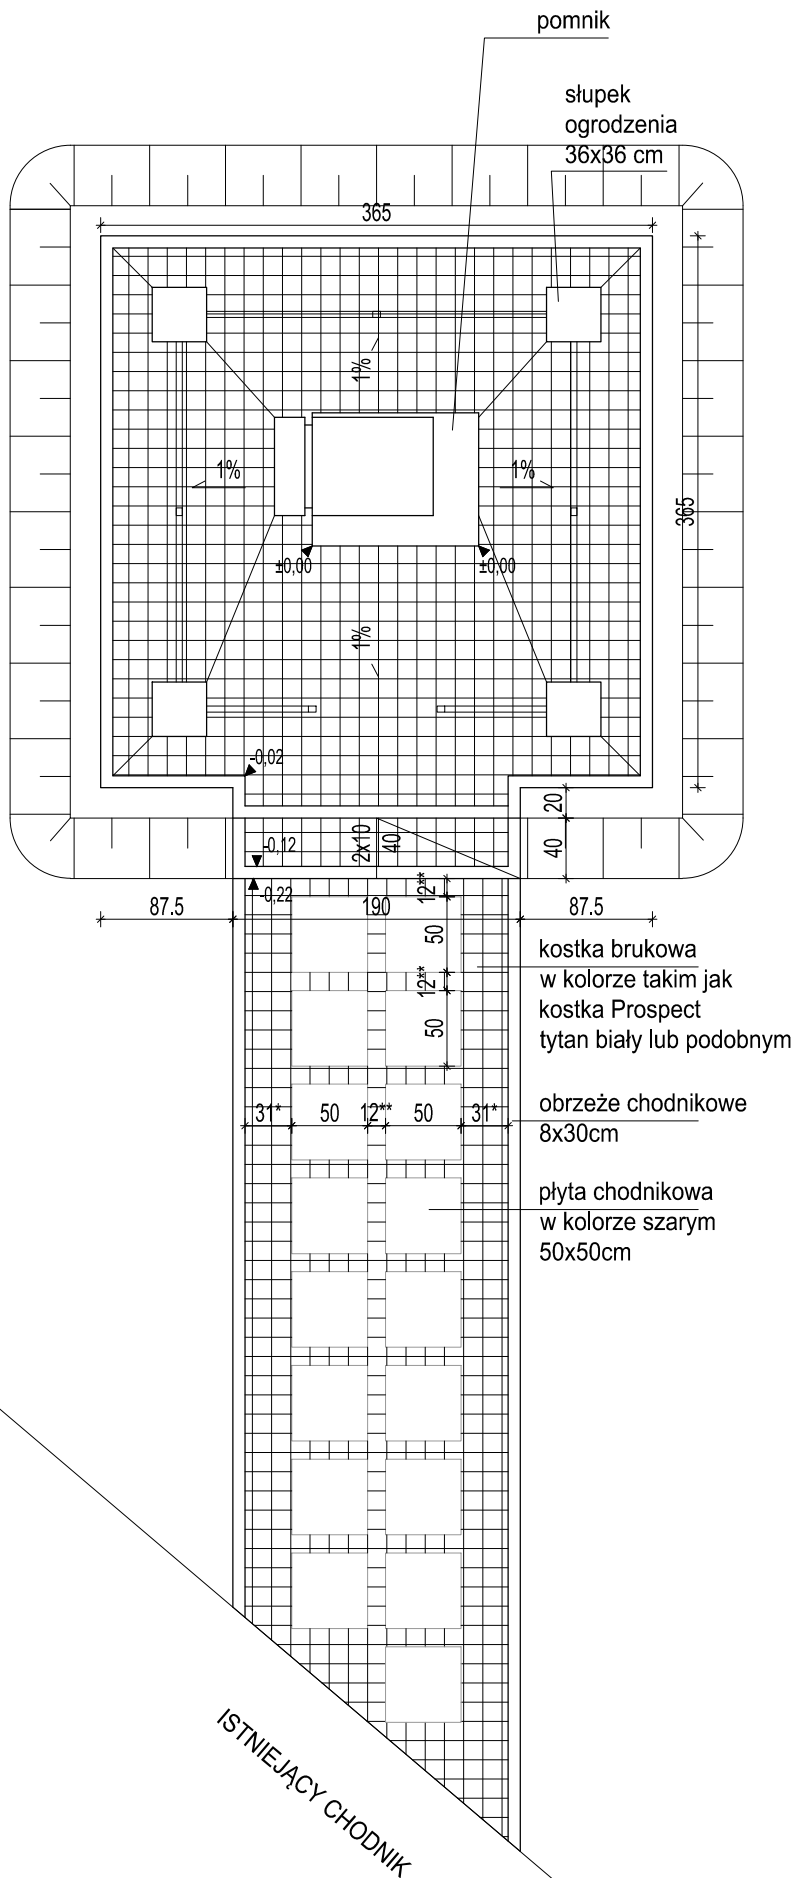 pomnik
słupek
ogrodzenia
36x36 cm
365
1%
1%
1%
365
±0,00
±0,00
1%
-0,02
20
2x10
40
40
-0,12
-0,22
12**
87.5
190
87.5
50
kostka brukowa
w kolorze takim jak
kostka Prospect
tytan biały lub podobnym
12**
50
31*
50
12**
50
31*
obrzeże chodnikowe
8x30cm
płyta chodnikowa
w kolorze szarym
50x50cm
ISTNIEJĄCY CHODNIK